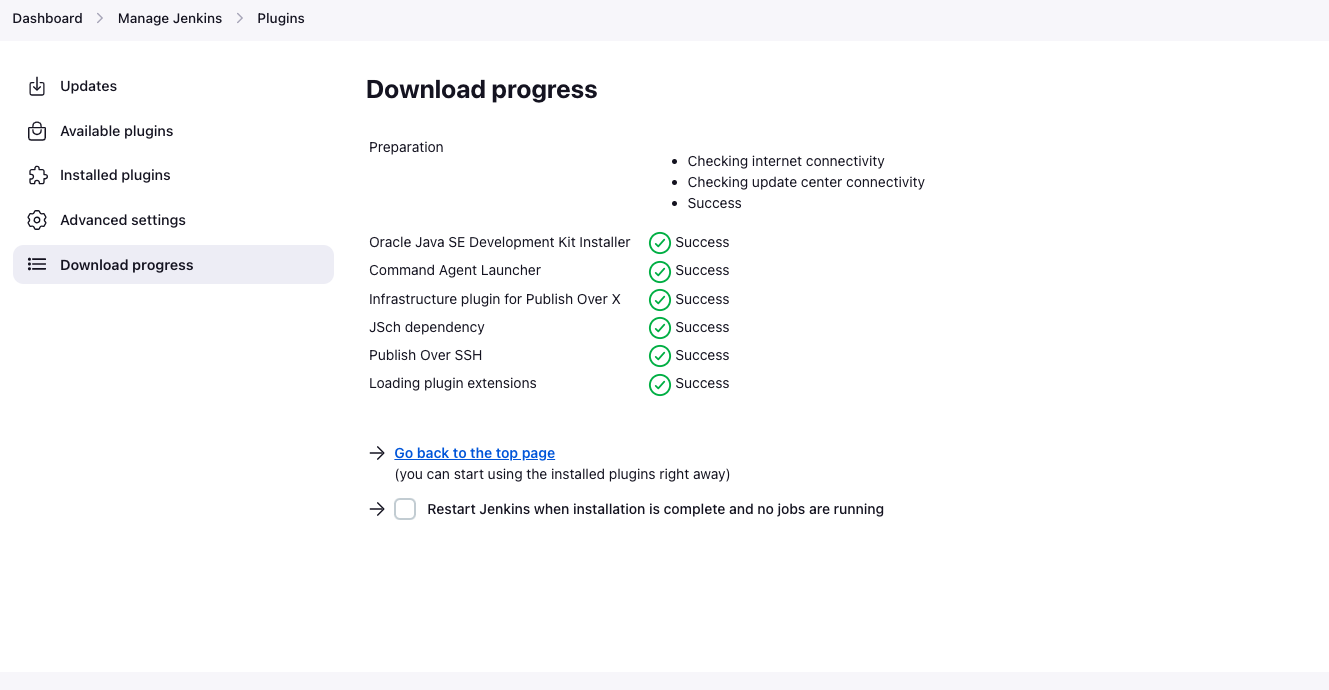 Dashboard > Manage Jenkins > Plugins
Updates
Available plugins
Installed plugins
Advanced settings
Download progress
Download progress
Preparation
• Checking internet connectivity
• Checking update center connectivity
• Success
Oracle Java SE Development Kit Installer Success
Command Agent Launcher Success
Infrastructure plugin for Publish Over X Success
JSch dependency Success
Publish Over SSH Success
Loading plugin extensions Success
→ Go back to the top page
(you can start using the installed plugins right away)
→ Restart Jenkins when installation is complete and no jobs are running